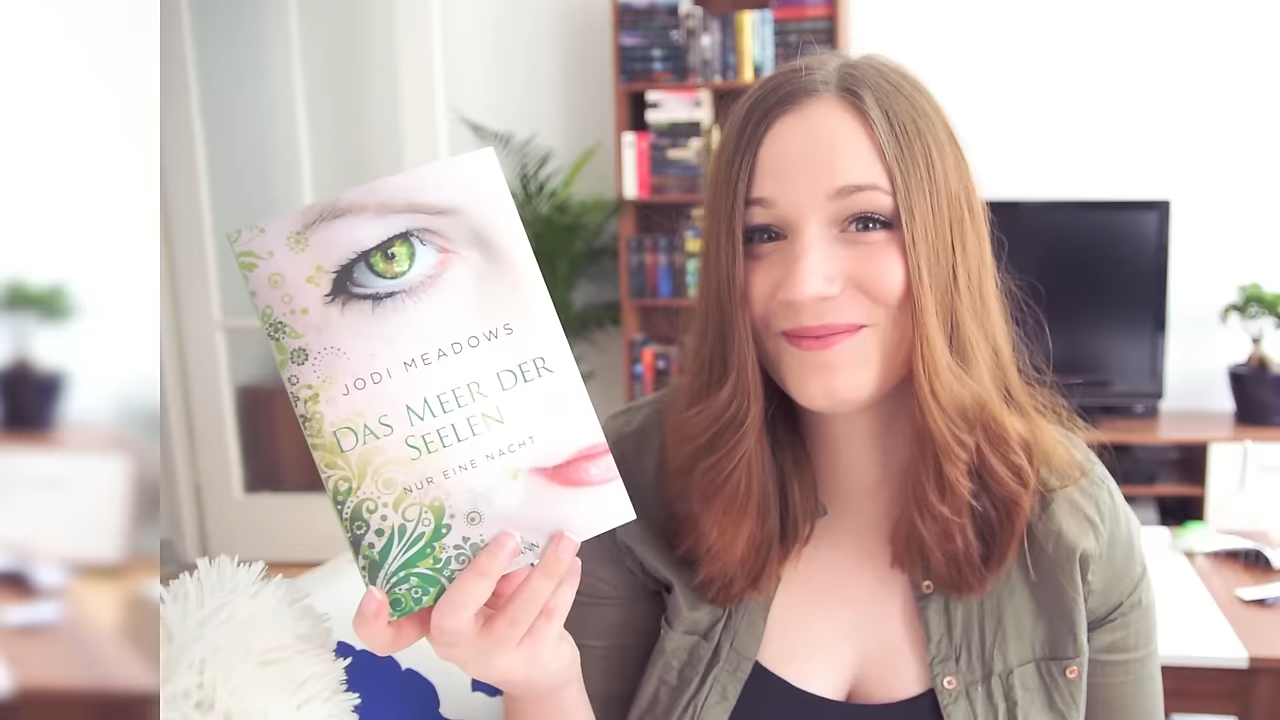 JODI MEADOWS
DAS MEER DER
SEELEN
NUR EINE NACHT